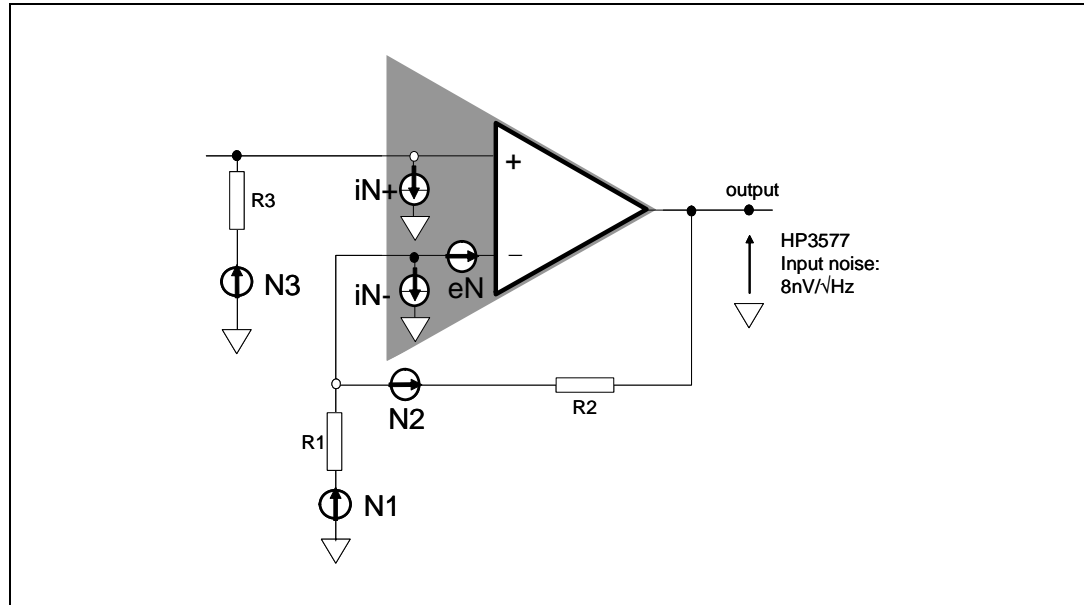 +
output
iN+
R3
HP3577
Input noise:
8nV/√Hz
−
N3
iN-
eN
N2
R2
R1
N1